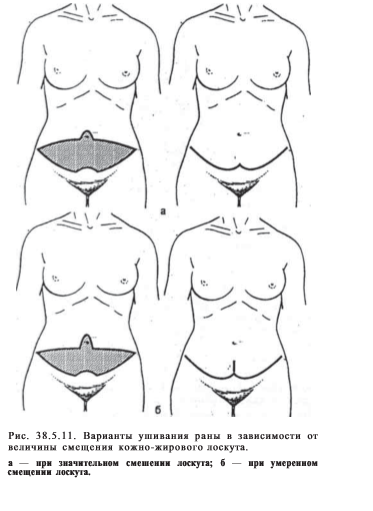 а
б
Рис. 38.5.11. Варианты ушивания раны в зависимости от
величины смещения кожно-жирового лоскута.
а — при значительном смешении лоскута; б — при умеренном
смещении лоскута.